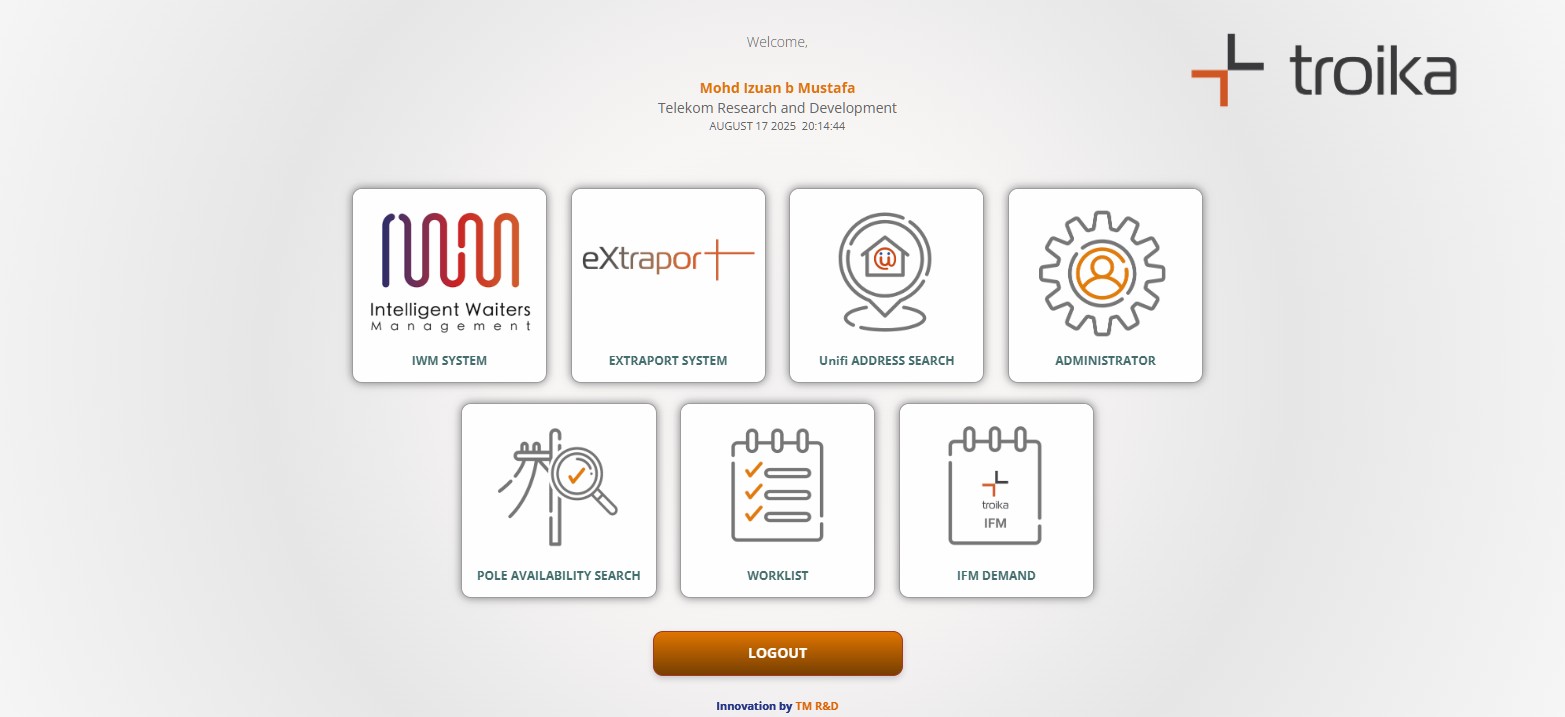 Welcome,
troika
Mohd Izuan b Mustafa
Telekom Research and Development
AUGUST 17 2025 20:14:44
Intelligent Waiters
Management
IWM SYSTEM
eXtraport
EXTRAPORT SYSTEM
Unifi ADDRESS SEARCH
ADMINISTRATOR
POLE AVAILABILITY SEARCH
WORKLIST
troika
IFM
IFM DEMAND
LOGOUT
Innovation by TM R&D